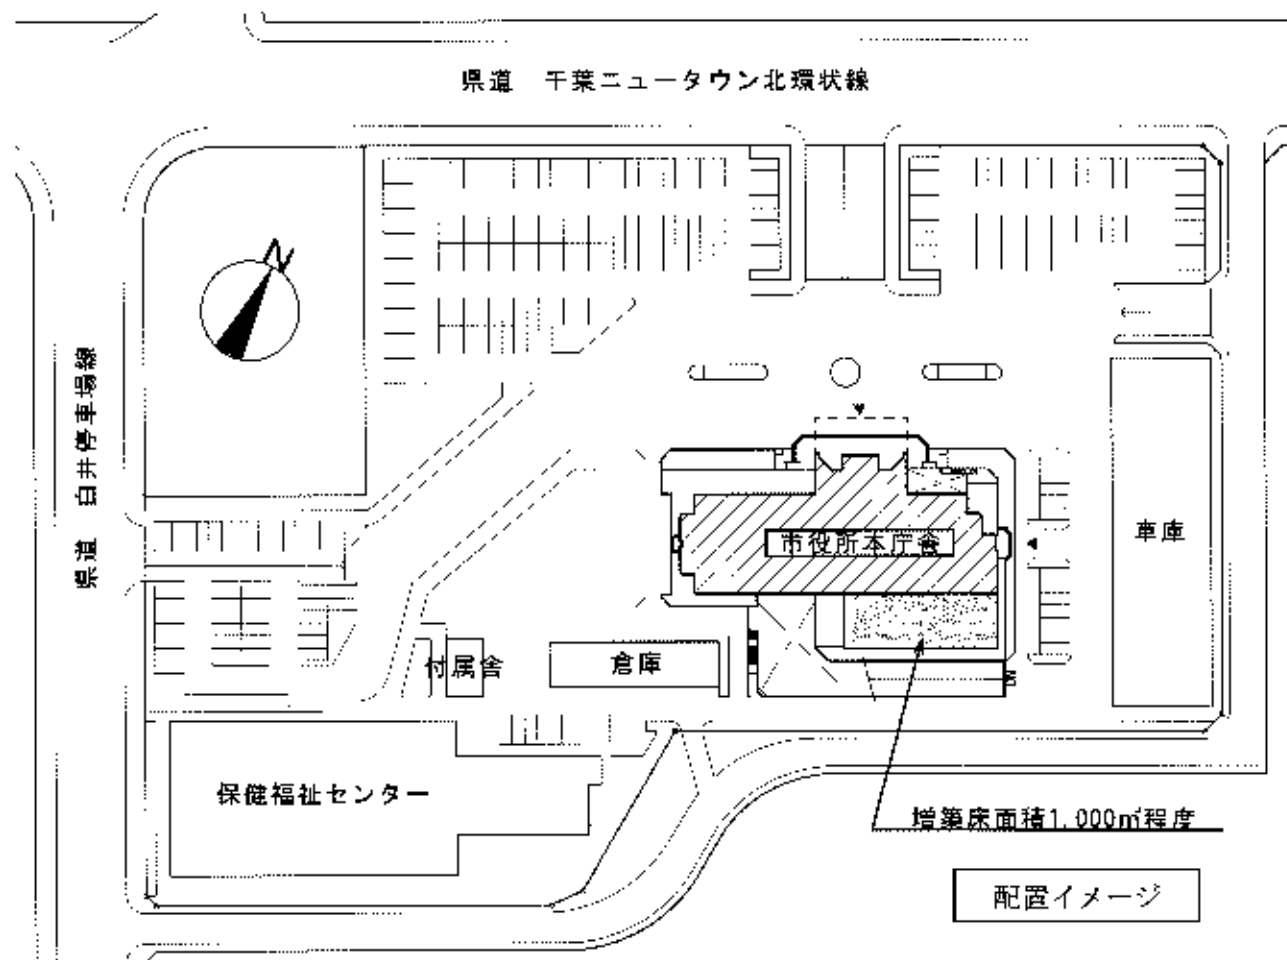 県道 千葉ニュータウン北環状線
N
県道 白井停車場線
市役所本庁舎
車庫
付属舎
倉庫
保健福祉センター
増築床面積1,000㎡程度
配置イメージ